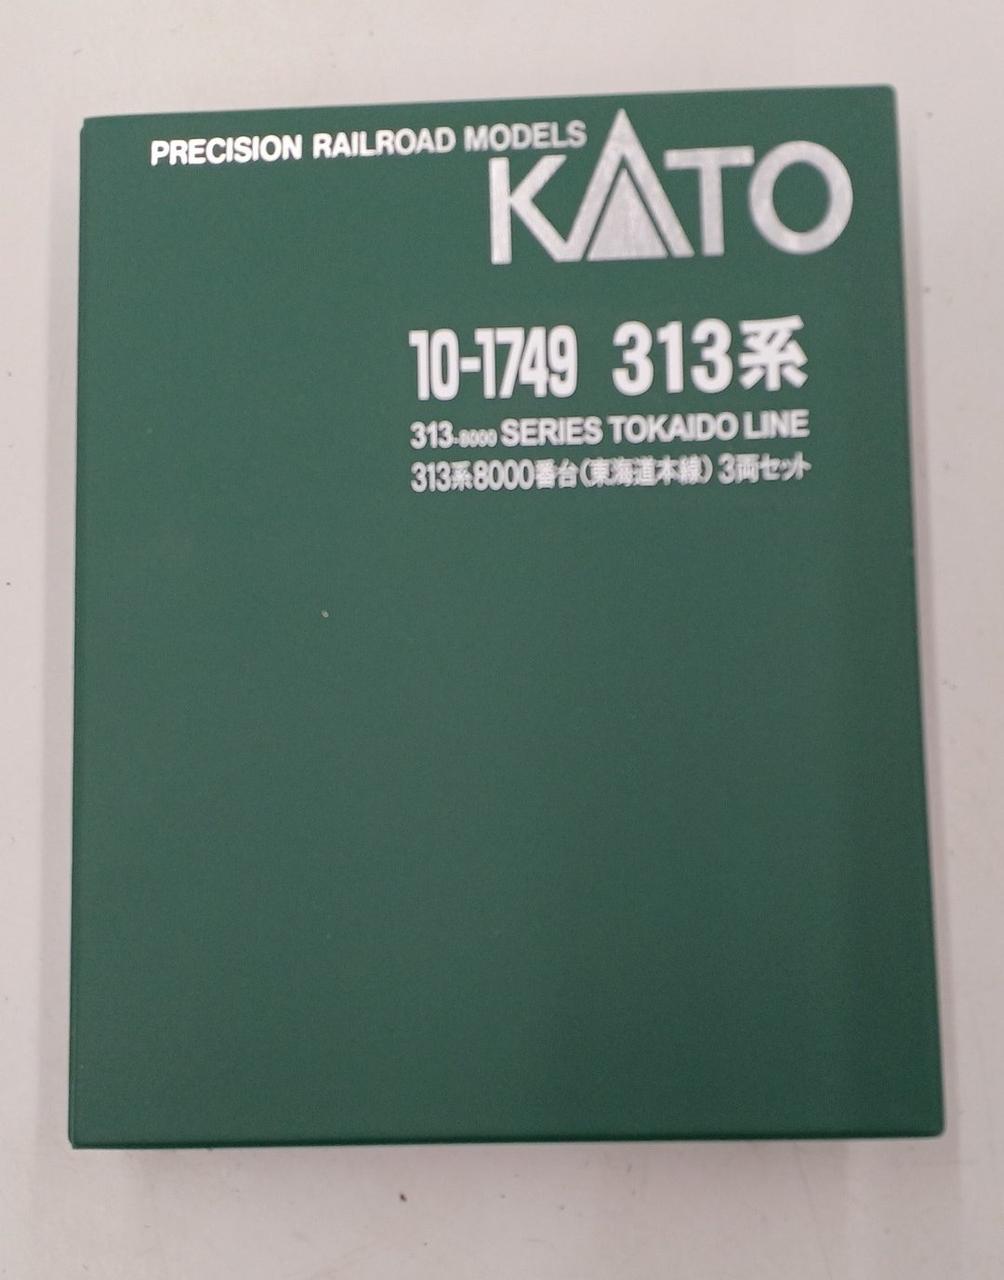 PRECISION RAILROAD MODELS
KATO
10-1749 313系
313-8000 SERIES TOKAIDO LINE
313系8000番台(東海道本線) 3両セット